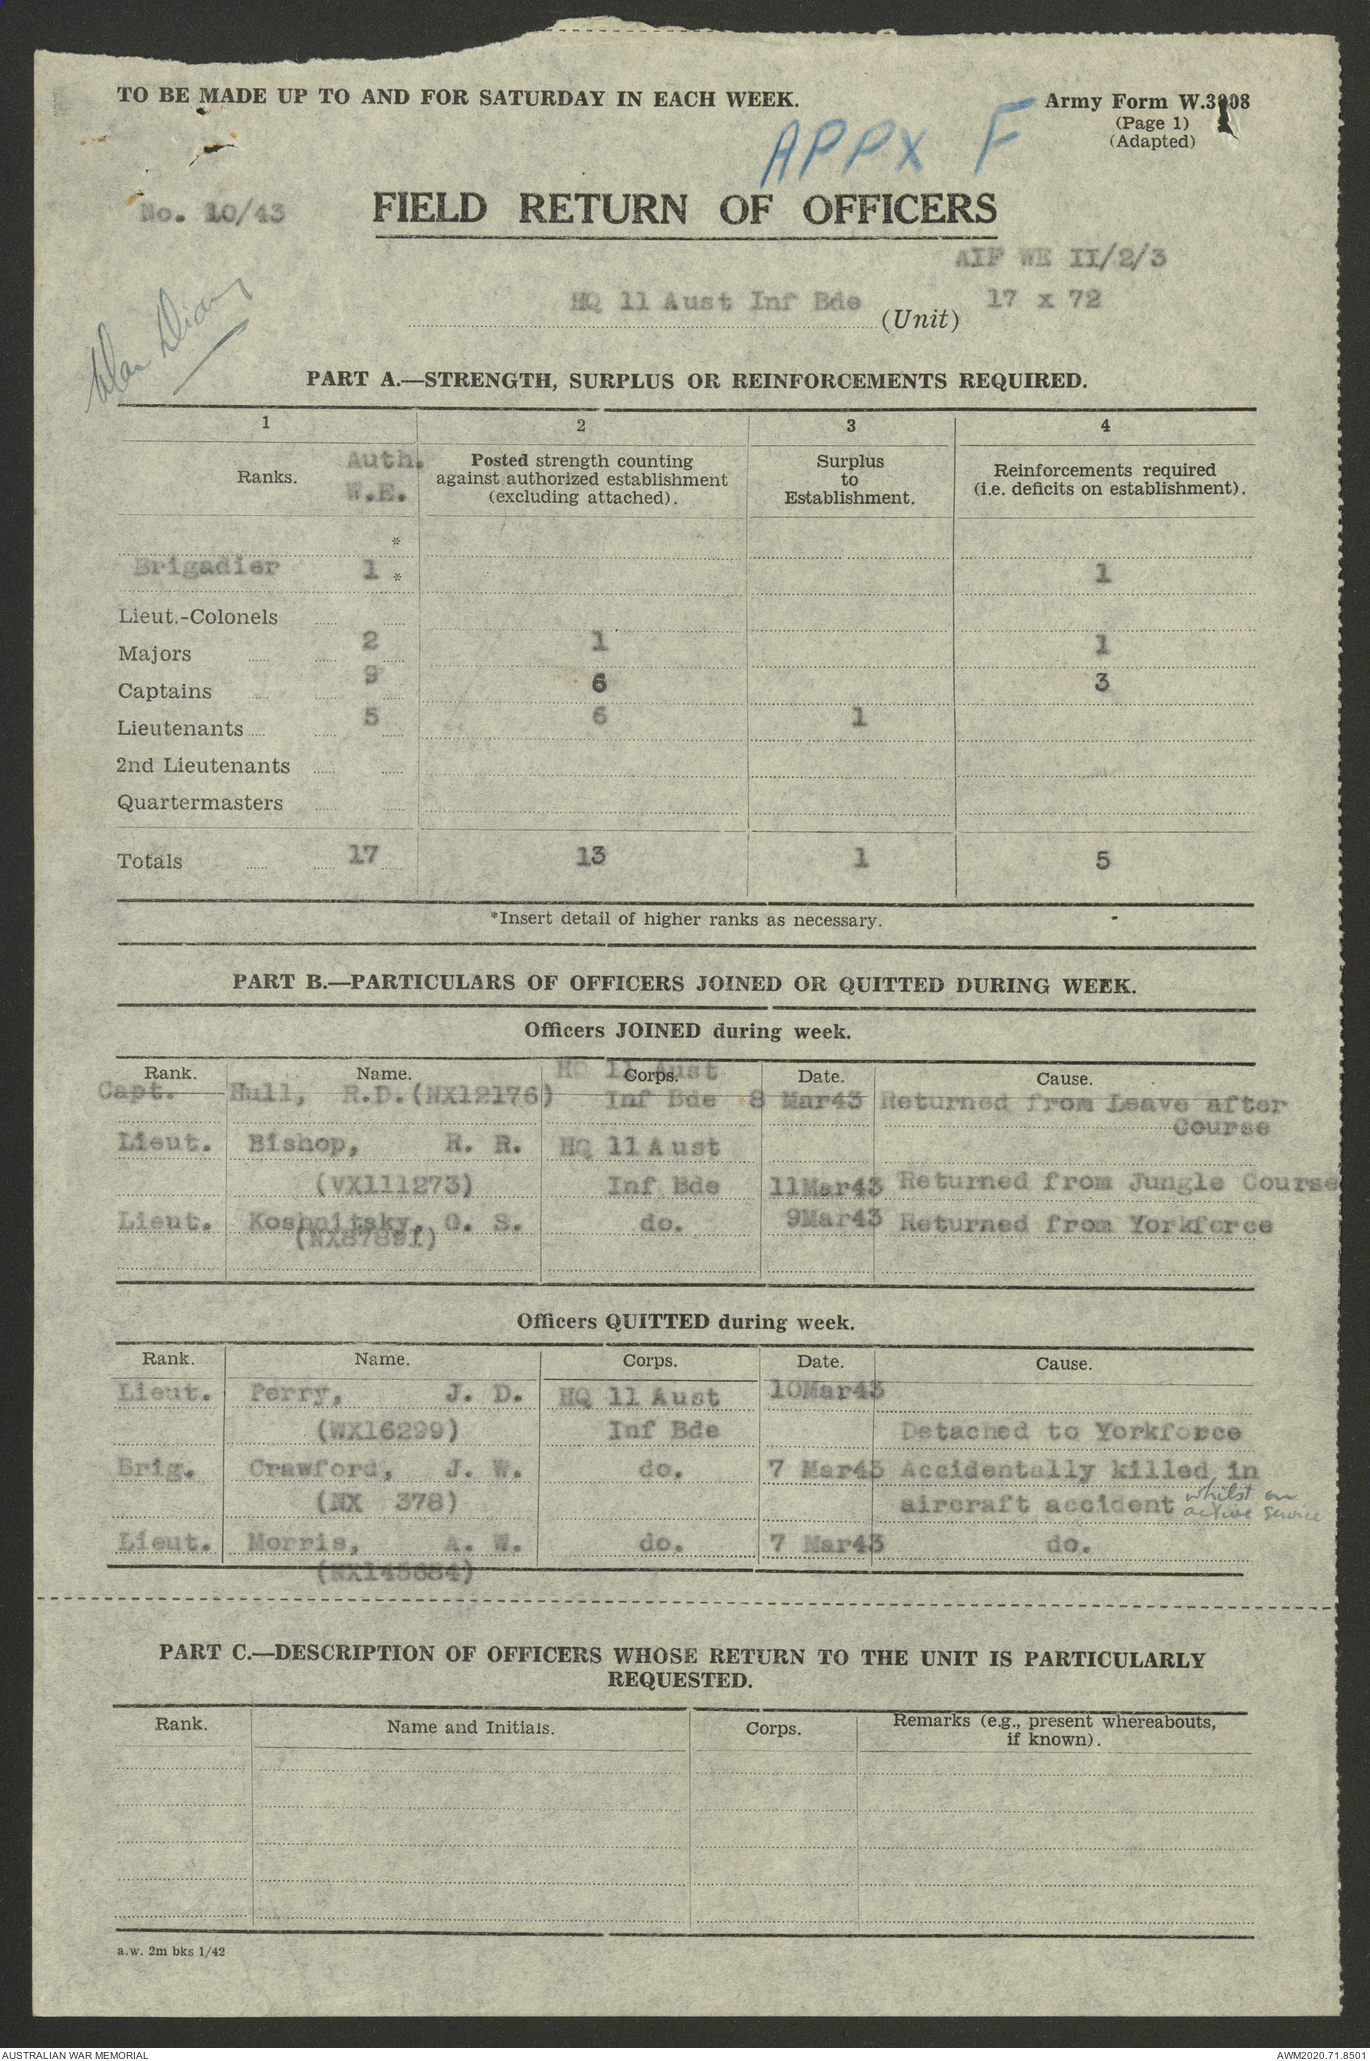 TO BE MADE UP TO AND FOR SATURDAY IN EACH WEEK.
Army Form W.3008
(Page 1)
(Adapted)
APPX F
No. 10/43
FIELD RETURN OF OFFICERS
AIF WE II/2/3
HQ 11 Aust Inf Bde (Unit) 17 x 72
War Diary
PART A.—STRENGTH, SURPLUS OR REINFORCEMENTS REQUIRED.
1 2 3 4
Ranks. Auth. W.E.
Posted strength counting against authorized establishment (excluding attached).
Surplus to Establishment.
Reinforcements required (i.e. deficits on establishment).
*
Brigadier 1 * 1
Lieut.-Colonels
Majors 2 1 1
Captains 9 6 3
Lieutenants 5 6 1
2nd Lieutenants
Quartermasters
Totals 17 13 1 5
*Insert detail of higher ranks as necessary.
PART B.—PARTICULARS OF OFFICERS JOINED OR QUITTED DURING WEEK.
Officers JOINED during week.
Rank. Name. Corps. Date. Cause.
HQ 11 Aust
Capt. Hull, R.D.(NX12176) Inf Bde 8 Mar43 Returned from Leave after
Course
Lieut. Bishop, R. R. HQ 11 Aust
(VX111273) Inf Bde 11Mar43 Returned from Jungle Course
Lieut. Koshnitsky, G. S. do. 9Mar43 Returned from Yorkforce
Officers QUITTED during week.
Rank. Name. Corps. Date. Cause.
Lieut. Perry, J. D. HQ 11 Aust 10Mar43
(WX16299) Inf Bde Detached to Yorkforce
Brig. Crawford, J. W. do. 7 Mar43 Accidentally killed in
(NX 378) aircraft accident whilst on
active service
Lieut. Morris, A. W. do. 7 Mar43 do.
PART C.—DESCRIPTION OF OFFICERS WHOSE RETURN TO THE UNIT IS PARTICULARLY
REQUESTED.
Rank. Name and Initials. Corps. Remarks (e.g., present whereabouts,
if known).
a.w. 2m bks 1/42
AUSTRALIAN WAR MEMORIAL
AWM2020.71.8501